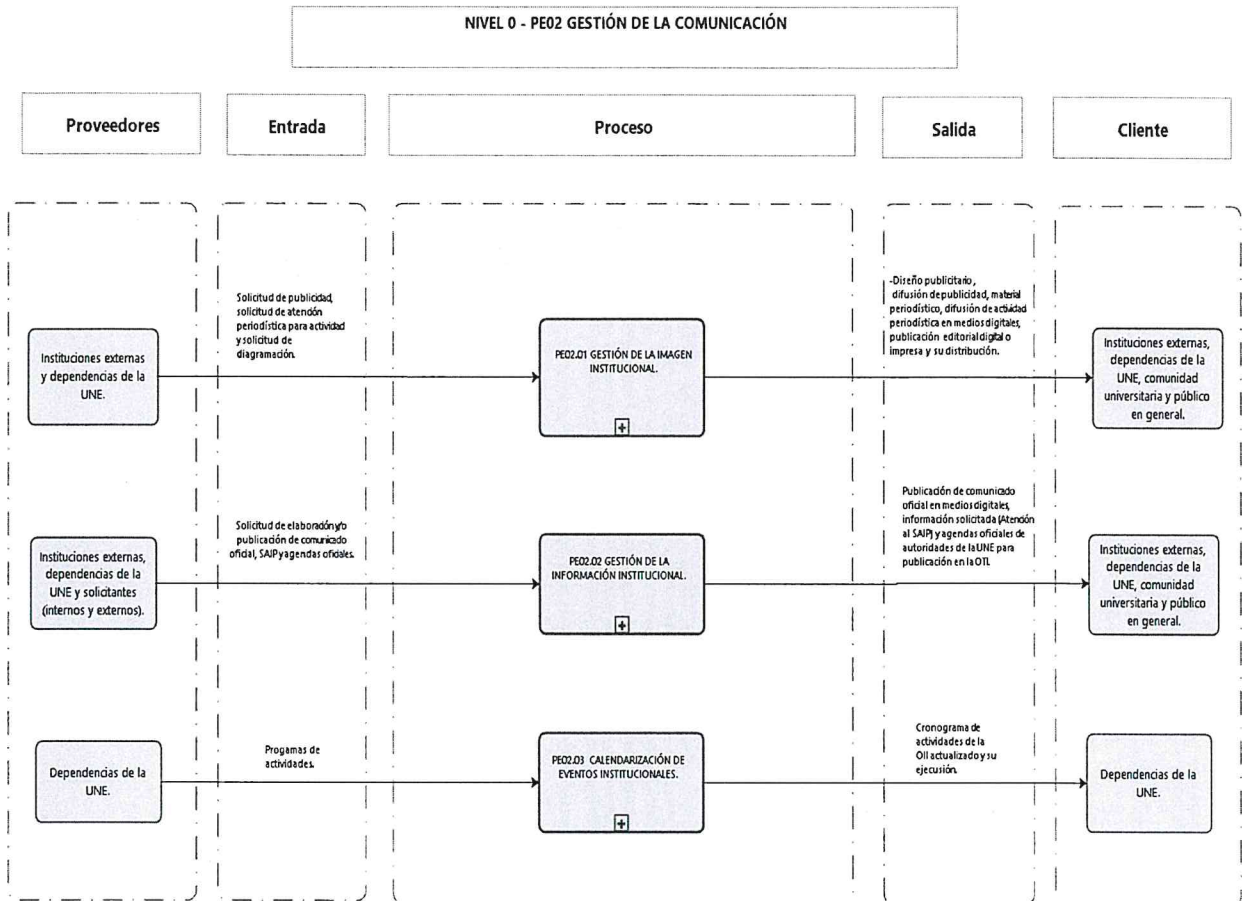 NIVEL 0 - PE02 GESTIÓN DE LA COMUNICACIÓN
Proveedores
Entrada
Proceso
Salida
Cliente
Instituciones externas
y dependencias de la
UNE.
Solicitud de publicidad,
solicitud de atención
periodística para actividad
y solicitud de
diagramación.
PE02.01 GESTIÓN DE LA IMAGEN
INSTITUCIONAL.
-Diseño publicitario ,
difusión de publicidad, material
periodístico, difusión de actividad
periodística en medios digitales,
publicación editorial digital o
impresa y su distribución.
Instituciones externas,
dependencias de la
UNE, comunidad
universitaria y público
en general.
Instituciones externas,
dependencias de la
UNE y solicitantes
(internos y externos).
Solicitud de elaboración y/o
publicación de comunicado
oficial, SAIP y agendas oficiales.
PE02.02 GESTIÓN DE LA
INFORMACIÓN INSTITUCIONAL.
Publicación de comunicado
oficial en medios digitales,
información solicitada (Atención
al SAIP) y agendas oficiales de
autoridades de la UNE para
publicación en la OTI.
Instituciones externas,
dependencias de la
UNE, comunidad
universitaria y público
en general.
Dependencias de la
UNE.
Progamas de
actividades.
PE02.03 CALENDARIZACIÓN DE
EVENTOS INSTITUCIONALES.
Cronograma de
actividades de la
OII actualizado y su
ejecución.
Dependencias de la
UNE.